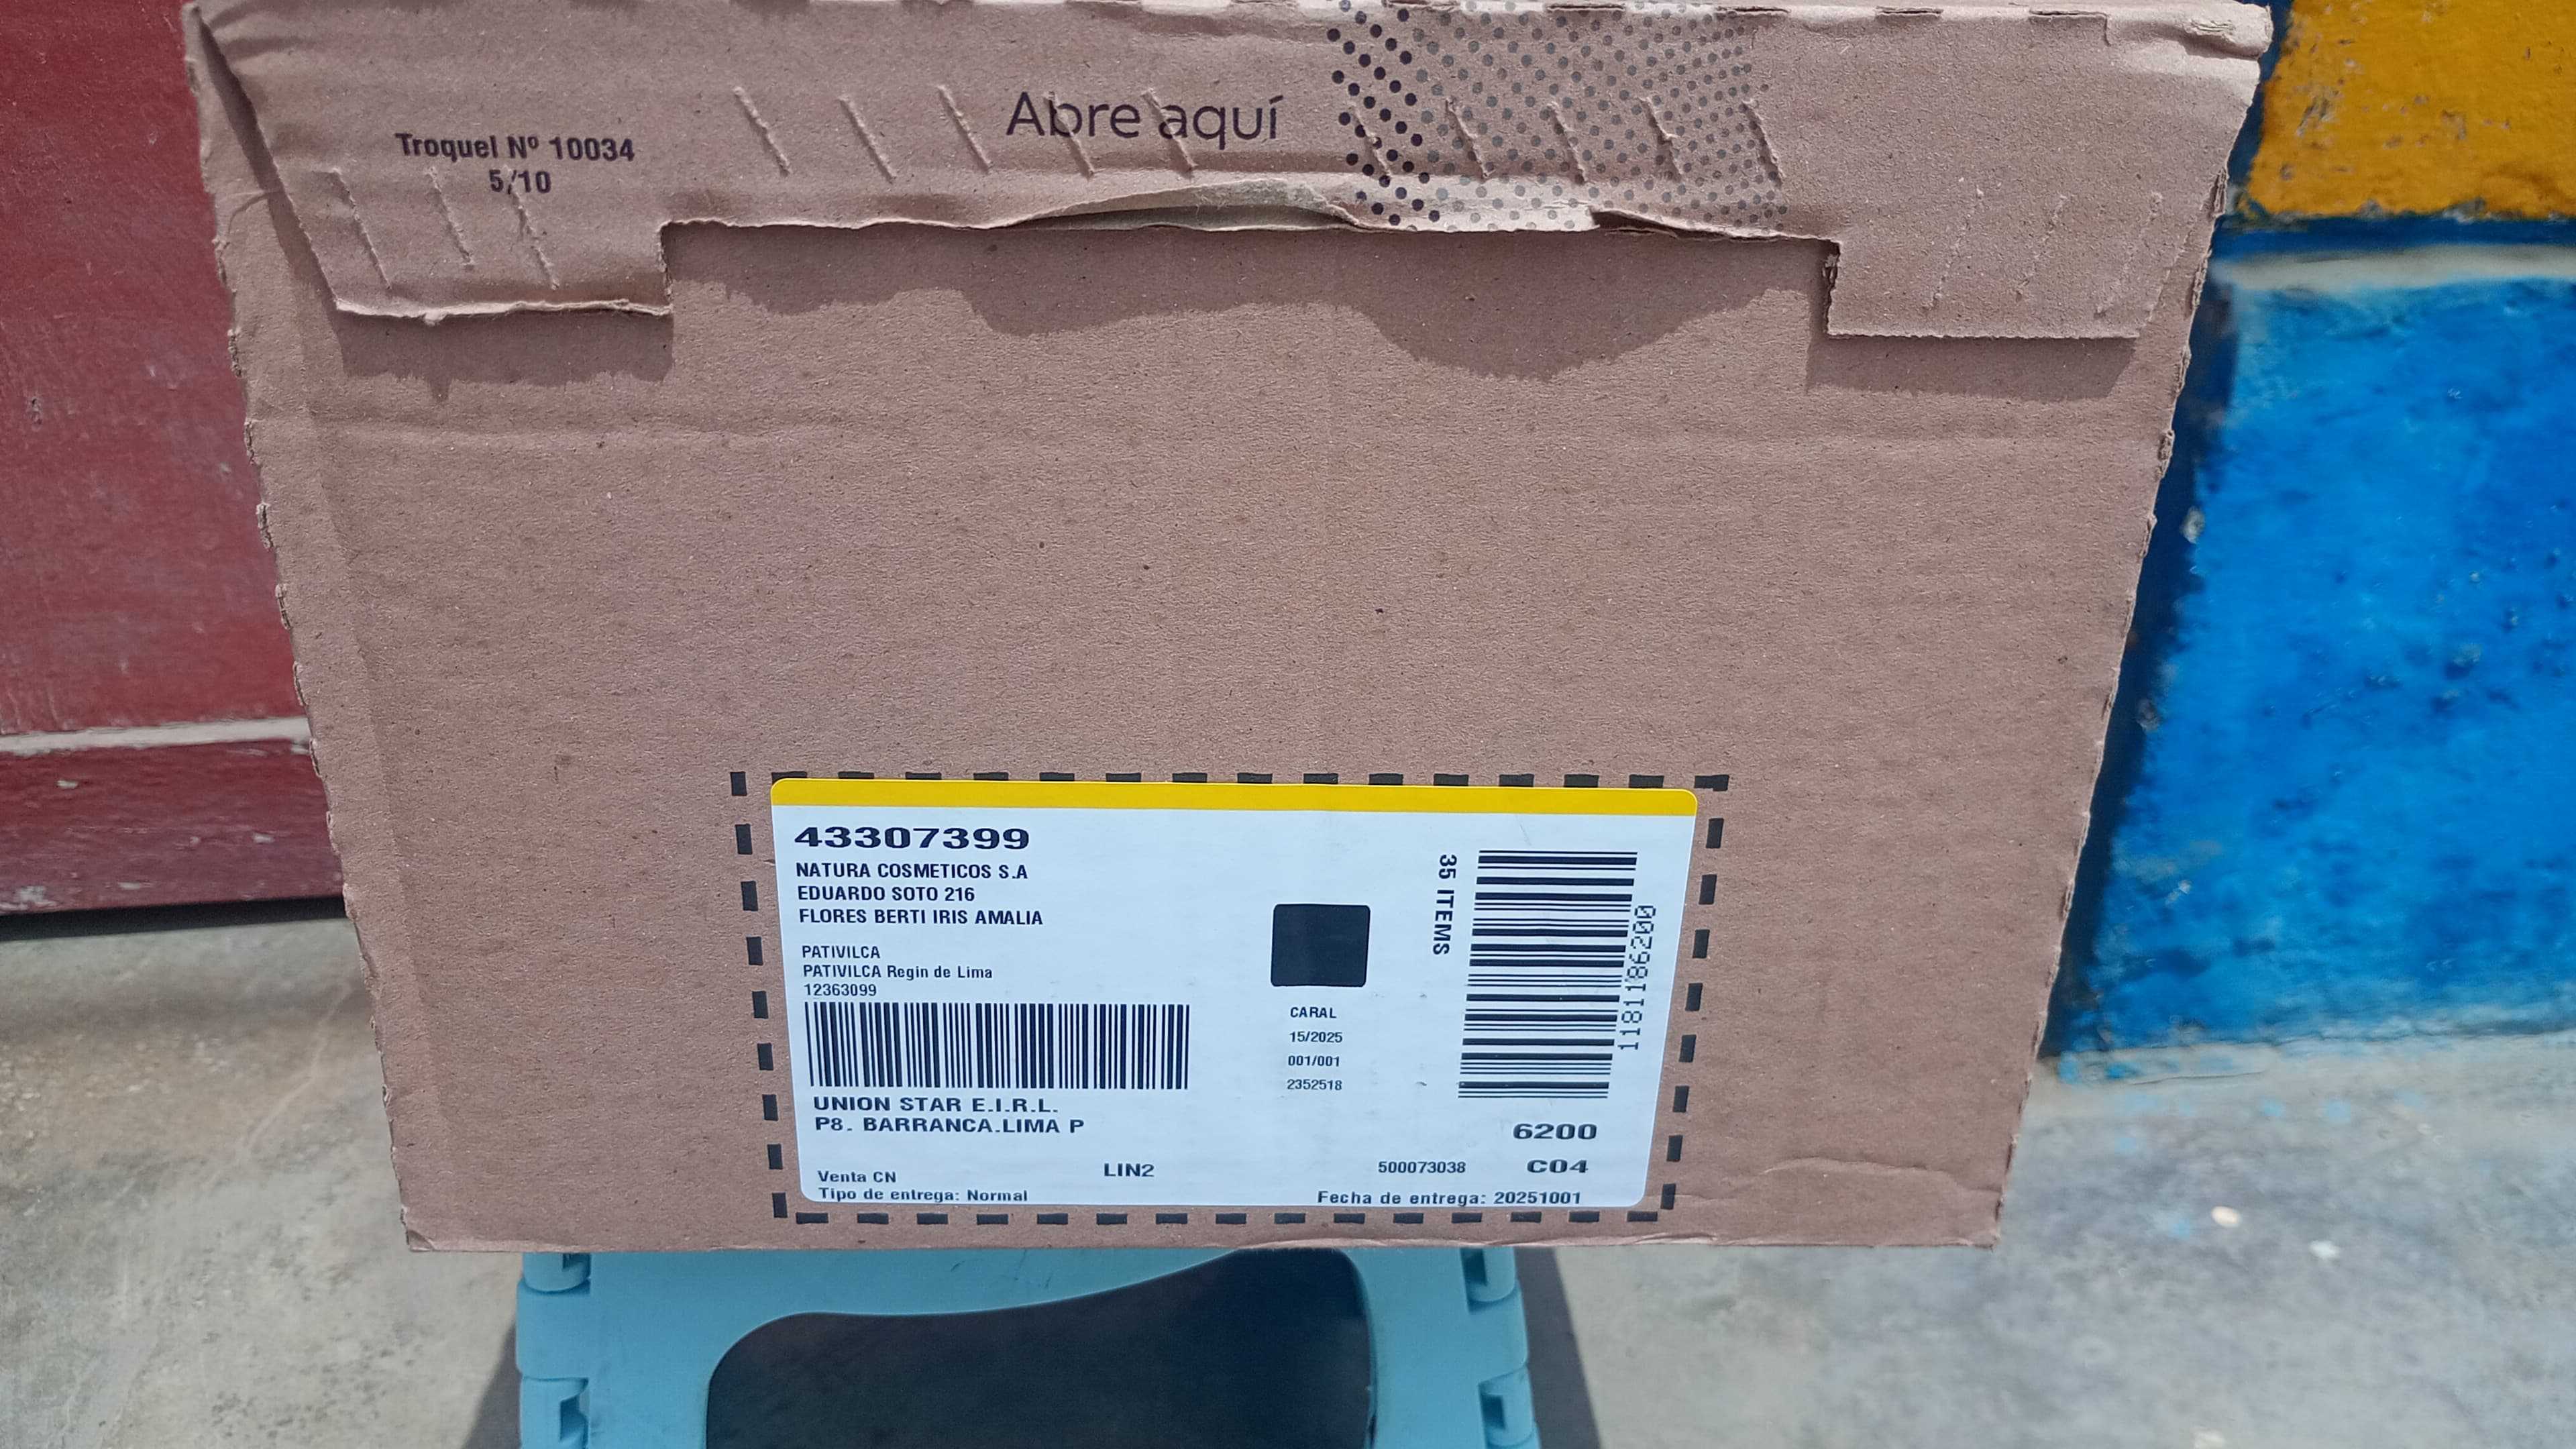 Abre aquí
Troquel Nº 10034
5/10
43307399
NATURA COSMETICOS S.A
EDUARDO SOTO 216
FLORES BERTI IRIS AMALIA
PATIVILCA
PATIVILCA Regin de Lima
12363099
UNION STAR E.I.R.L.
P8. BARRANCA.LIMA P
Venta CN
Tipo de entrega: Normal
LIN2
CARAL
15/2025
001/001
2352518
35 ITEMS
118118186200
6200
500073038
C04
Fecha de entrega: 20251001